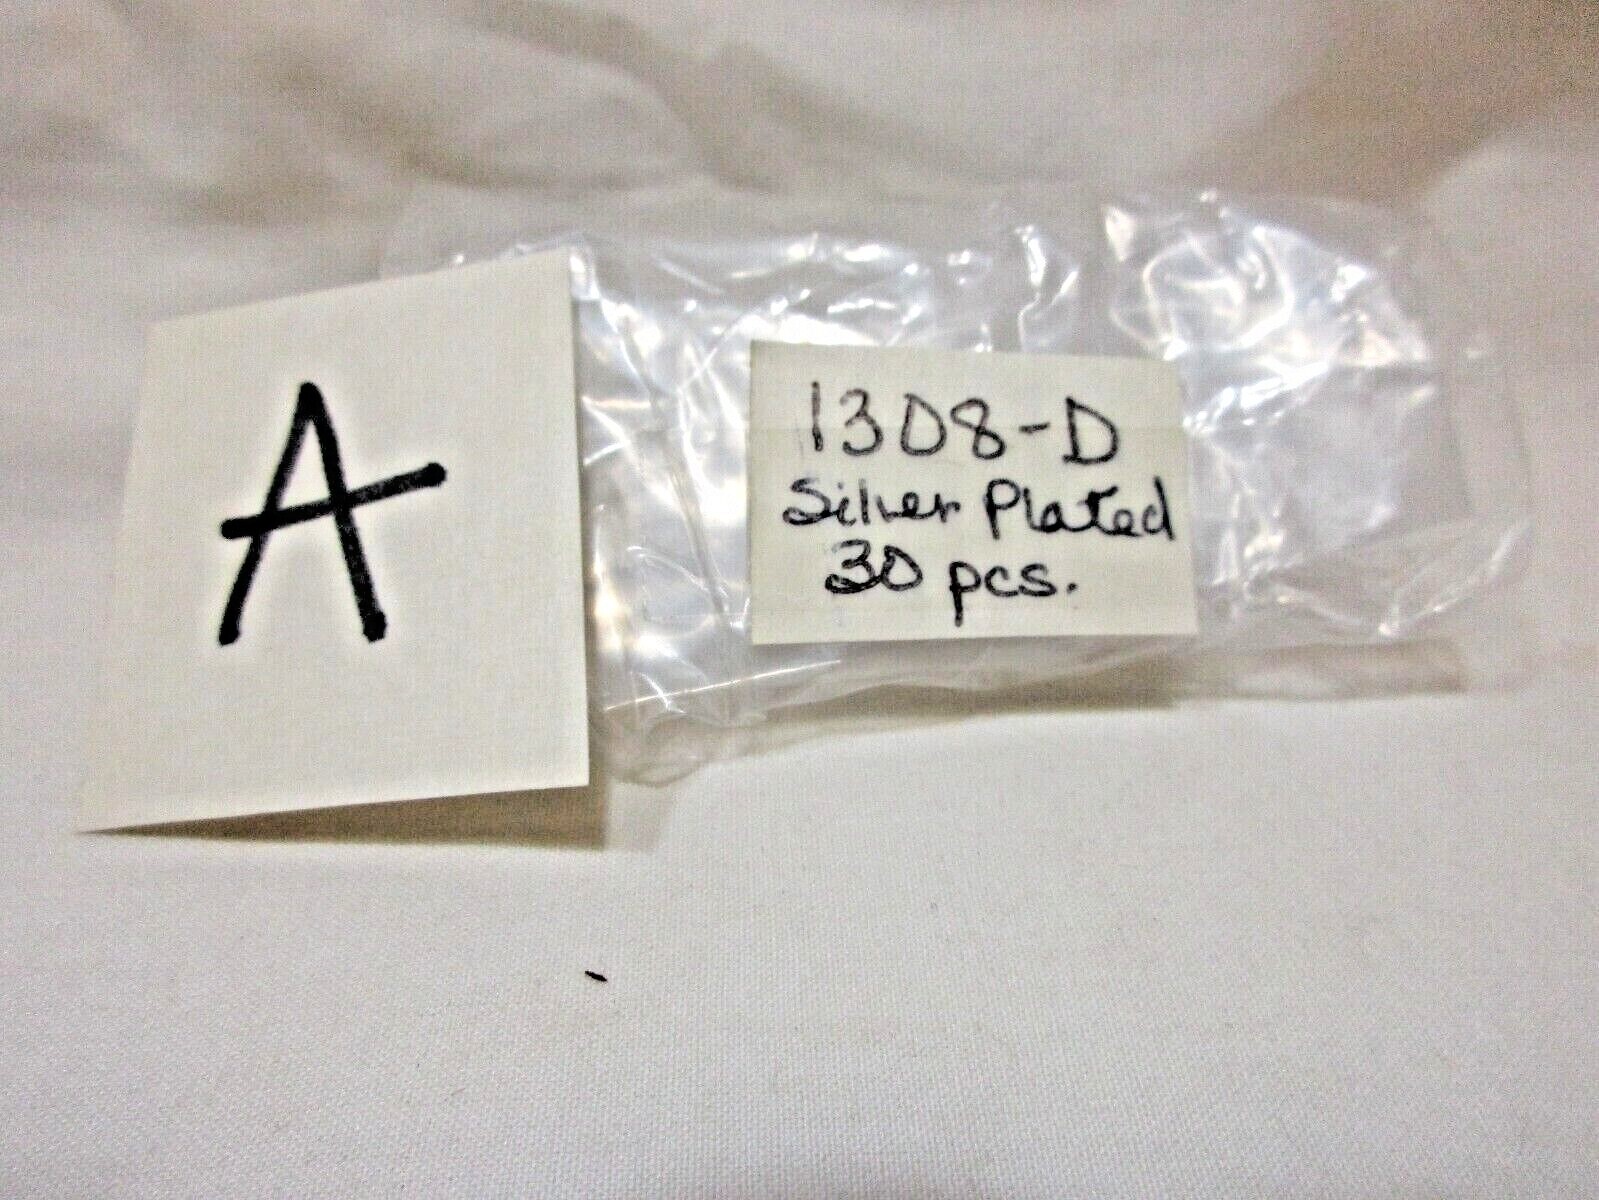 A
1308-D
Silver Plated
30 pcs.